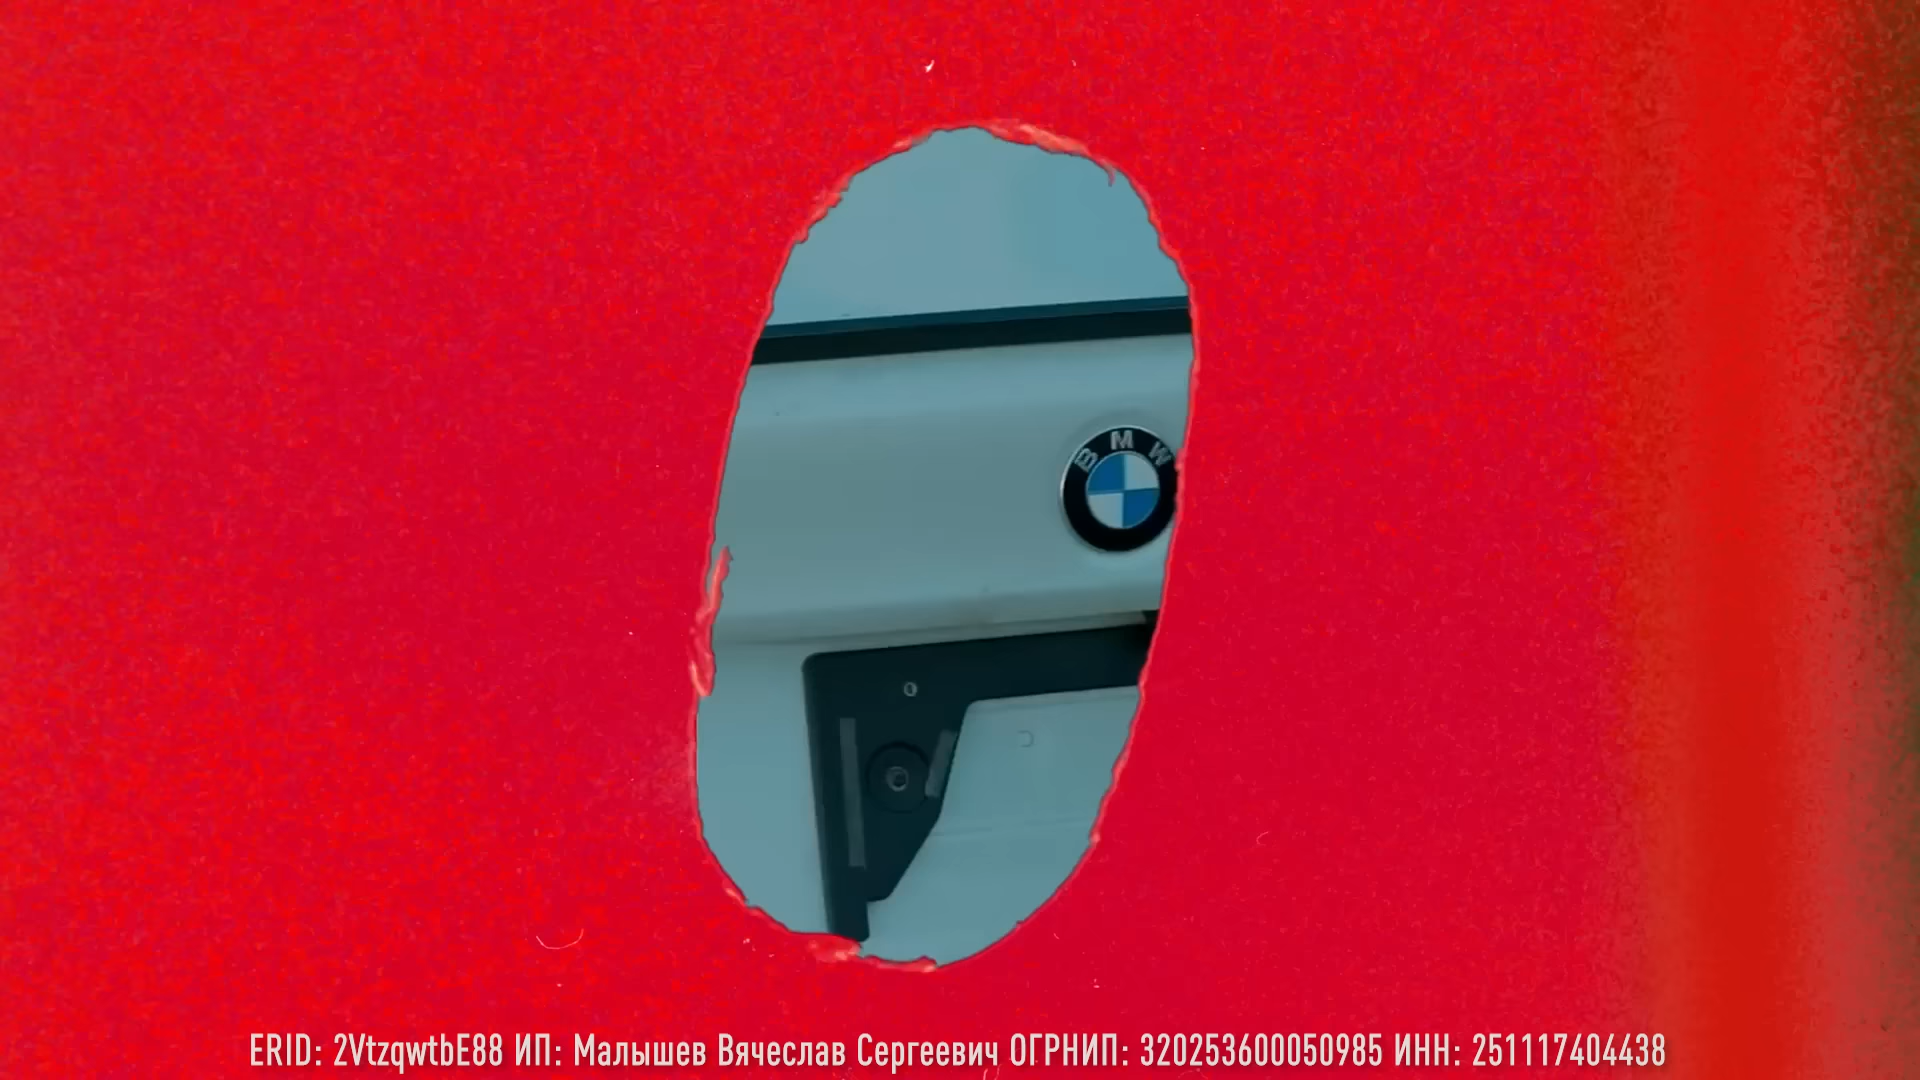 BMW
ERID: 2VtzqwtbE88 ИП: Малышев Вячеслав Сергеевич ОГРНИП: 320253600050985 ИНН: 251117404438